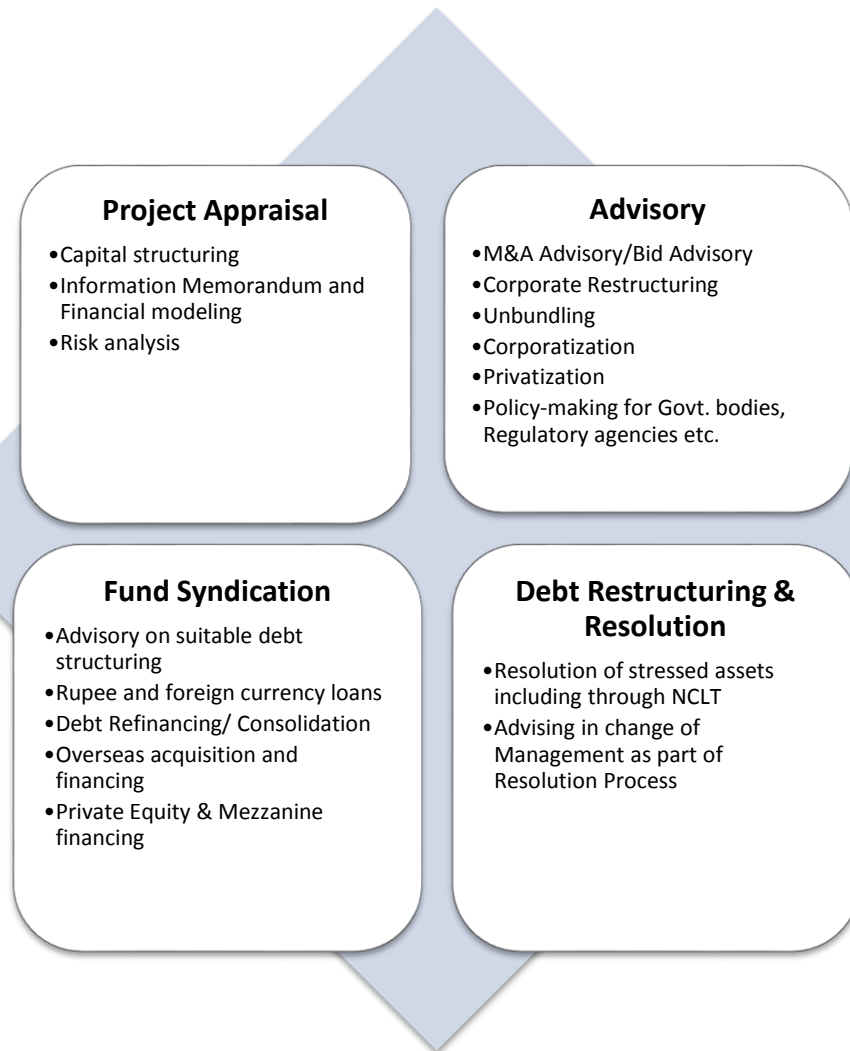 Project Appraisal
•Capital structuring
•Information Memorandum and
Financial modeling
•Risk analysis
Advisory
•M&A Advisory/Bid Advisory
•Corporate Restructuring
•Unbundling
•Corporatization
•Privatization
•Policy-making for Govt. bodies,
Regulatory agencies etc.
Fund Syndication
•Advisory on suitable debt
structuring
•Rupee and foreign currency loans
•Debt Refinancing/ Consolidation
•Overseas acquisition and
financing
•Private Equity & Mezzanine
financing
Debt Restructuring &
Resolution
•Resolution of stressed assets
including through NCLT
•Advising in change of
Management as part of
Resolution Process